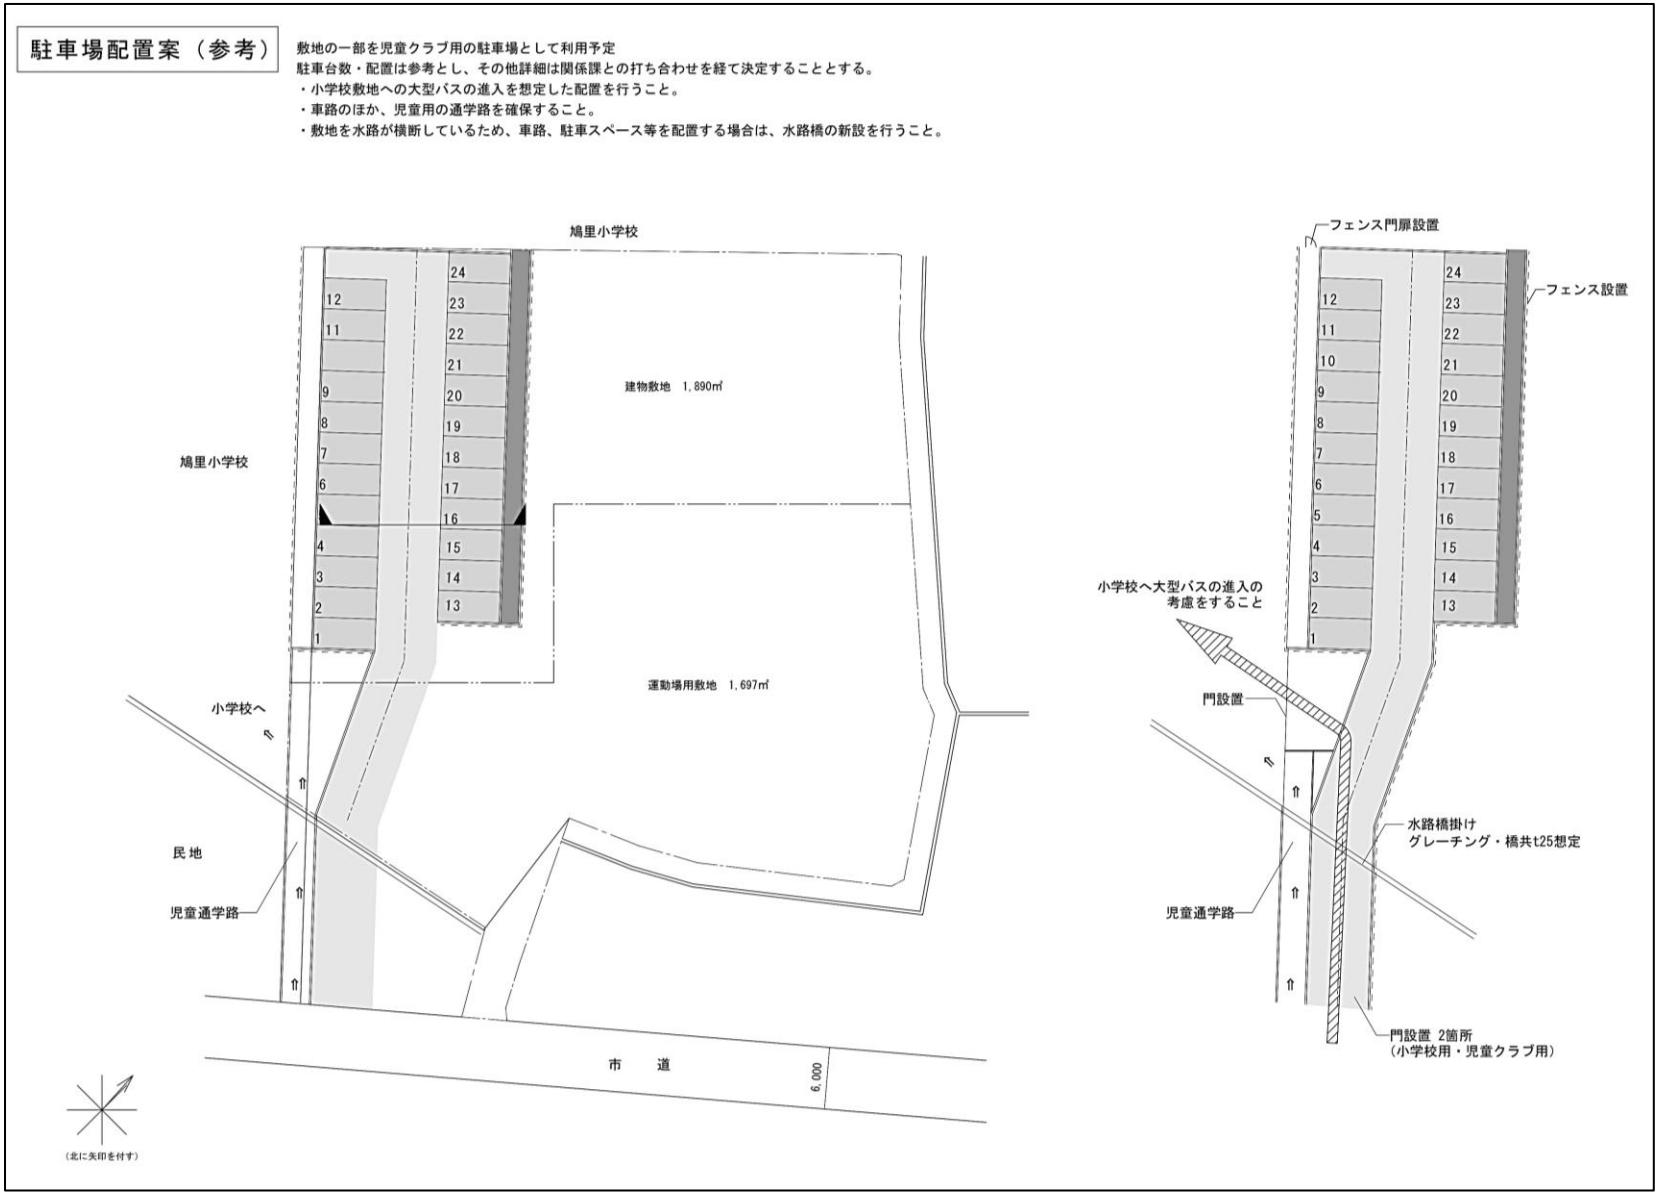 駐車場配置案（参考）
敷地の一部を児童クラブ用の駐車場として利用予定
駐車台数・配置は参考とし、その他詳細は関係課との打ち合わせを経て決定することとする。
・小学校敷地への大型バスの進入を想定した配置を行うこと。
・車路のほか、児童用の通学路を確保すること。
・敷地を水路が横断しているため、車路、駐車スペース等を配置する場合は、水路橋の新設を行うこと。
鳩里小学校
鳩里小学校
12
11
9
8
7
6
4
3
2
1
24
23
22
21
20
19
18
17
16
15
14
13
建物敷地 1,890㎡
運動場用敷地 1,697㎡
小学校へ
⇑
⇑
⇑
⇑
民地
児童通学路
市 道
6,000
(北に矢印を付す)
フェンス門扉設置
フェンス設置
12
11
10
9
8
7
6
5
4
3
2
1
24
23
22
21
20
19
18
17
16
15
14
13
小学校へ大型バスの進入の
考慮をすること
門設置
⇑
⇑
⇑
⇑
児童通学路
水路橋掛け
グレーチング・橋共t25想定
門設置 2箇所
(小学校用・児童クラブ用)